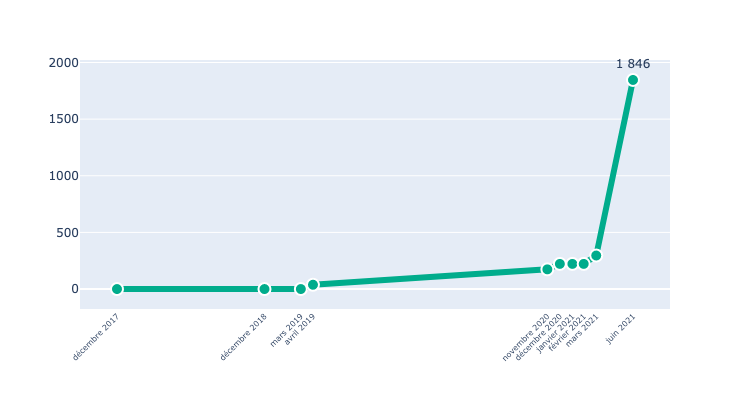 2000
1 846
1500
1000
500
0
décembre 2017
décembre 2018
mars 2019
avril 2019
novembre 2020
décembre 2020
janvier 2021
février 2021
mars 2021
juin 2021